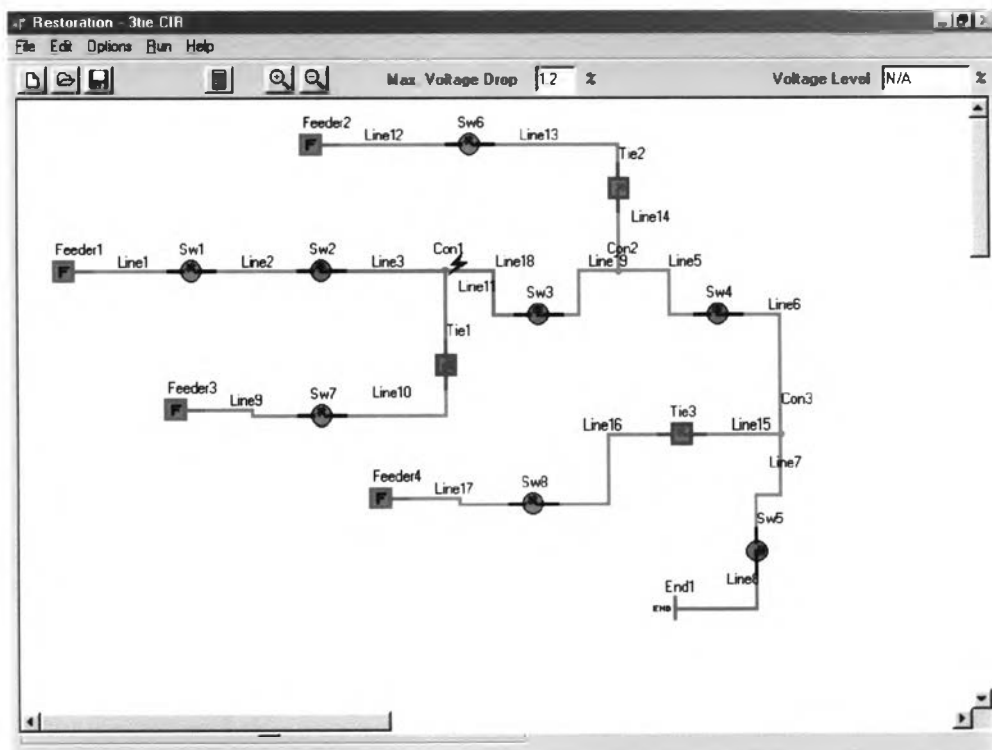 Restoration - 3tie CIR
File Edit Options Run Help
Max. Voltage Drop 1.2 % Voltage Level N/A %
Feeder2 Line12 Sw6 Line13
Tie2
Line14
Feeder1 Line1 Sw1 Line2 Sw2 Line3 Con1 Line18 Con2 Line19 Line5
Line11 Sw3 Sw4 Line6
Tie1
Feeder3 Line9 Sw7 Line10
Con3
Line16 Tie3 Line15
Line7
Feeder4 Line17 Sw8
Sw5
Line8
End1
END
F
F
F
F